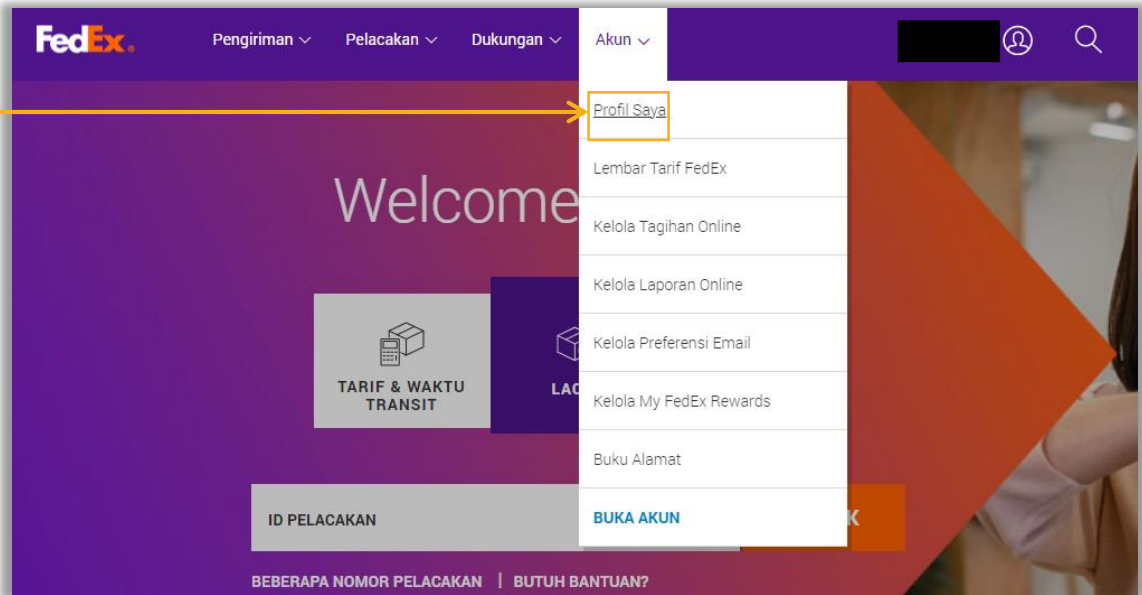 FedEx.
Pengiriman
Pelacakan
Dukungan
Akun
Profil Saya
Lembar Tarif FedEx
Kelola Tagihan Online
Kelola Laporan Online
Kelola Preferensi Email
Kelola My FedEx Rewards
Buku Alamat
BUKA AKUN
Welcome
TARIF & WAKTU
TRANSIT
LAC
ID PELACAKAN
K
BEBERAPA NOMOR PELACAKAN | BUTUH BANTUAN?